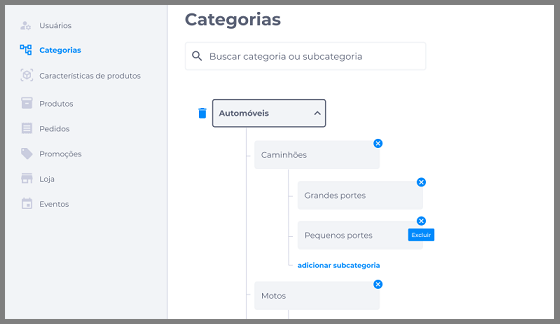 Usuários
Categorias
Características de produtos
Produtos
Pedidos
Promoções
Loja
Eventos
Categorias
Buscar categoria ou subcategoria
Automóveis
Caminhões
Grandes portes
Pequenos portes
Excluir
adicionar subcategoria
Motos